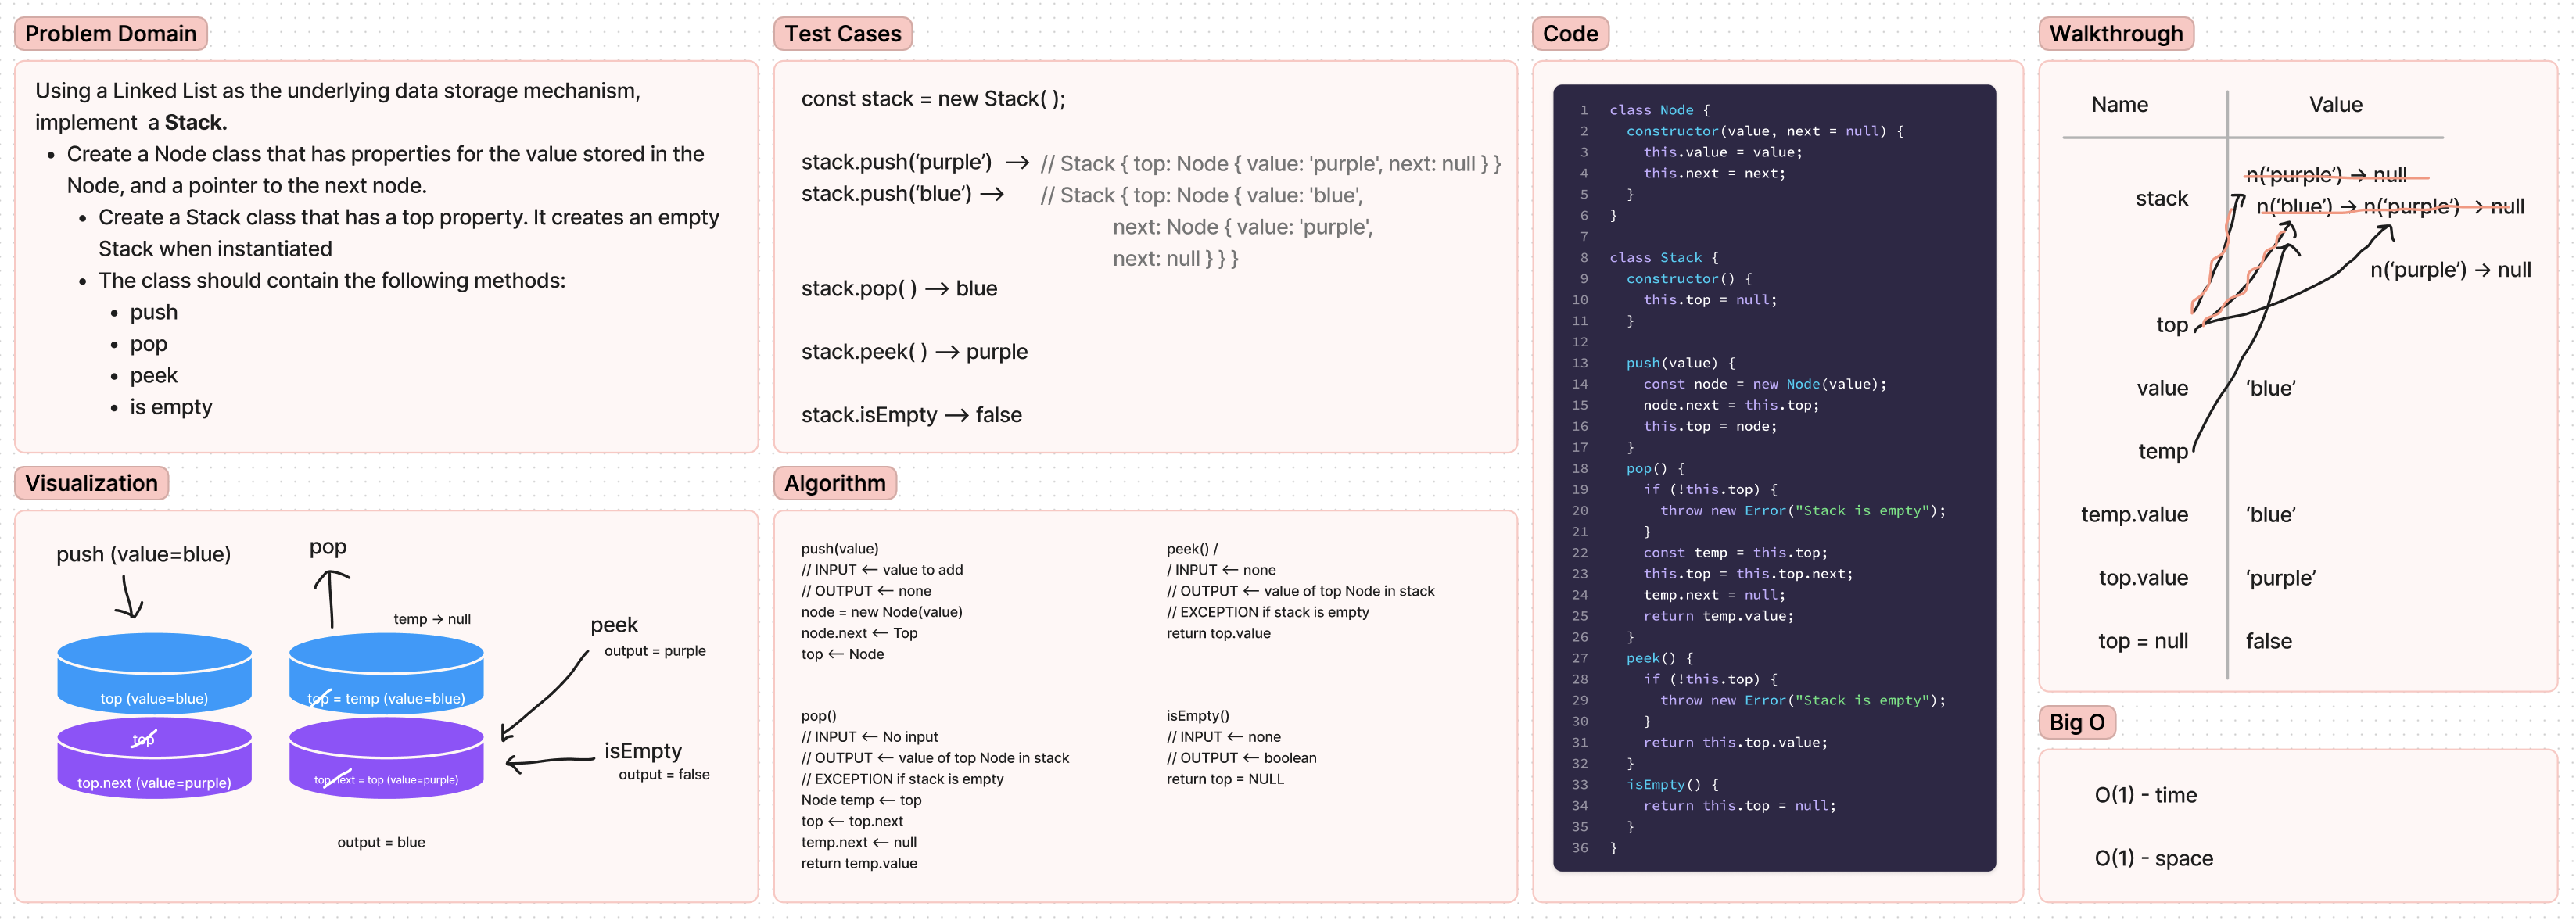 Problem Domain
Using a Linked List as the underlying data storage mechanism,
implement a Stack.
• Create a Node class that has properties for the value stored in the
Node, and a pointer to the next node.
• Create a Stack class that has a top property. It creates an empty
Stack when instantiated
• The class should contain the following methods:
• push
• pop
• peek
• is empty
Visualization
push (value=blue)
pop
temp → null
peek
output = purple
top (value=blue)
top = temp (value=blue)
top
top.next (value=purple)
top.next = top (value=purple)
isEmpty
output = false
output = blue
Test Cases
const stack = new Stack( );
stack.push(‘purple’) → // Stack { top: Node { value: 'purple', next: null } }
stack.push(‘blue’) → // Stack { top: Node { value: 'blue',
next: Node { value: 'purple',
next: null } } }
stack.pop( ) → blue
stack.peek( ) → purple
stack.isEmpty → false
Algorithm
push(value)
// INPUT ← value to add
// OUTPUT ← none
node = new Node(value)
node.next ← Top
top ← Node
pop()
// INPUT ← No input
// OUTPUT ← value of top Node in stack
// EXCEPTION if stack is empty
Node temp ← top
top ← top.next
temp.next ← null
return temp.value
peek() /
/ INPUT ← none
// OUTPUT ← value of top Node in stack
// EXCEPTION if stack is empty
return top.value
isEmpty()
// INPUT ← none
// OUTPUT ← boolean
return top = NULL
Code
1 class Node {
2 constructor(value, next = null) {
3 this.value = value;
4 this.next = next;
5 }
6 }
7
8 class Stack {
9 constructor() {
10 this.top = null;
11 }
12
13 push(value) {
14 const node = new Node(value);
15 node.next = this.top;
16 this.top = node;
17 }
18 pop() {
19 if (!this.top) {
20 throw new Error("Stack is empty");
21 }
22 const temp = this.top;
23 this.top = this.top.next;
24 temp.next = null;
25 return temp.value;
26 }
27 peek() {
28 if (!this.top) {
29 throw new Error("Stack is empty");
30 }
31 return this.top.value;
32 }
33 isEmpty() {
34 return this.top = null;
35 }
36 }
Walkthrough
Name Value
n(‘purple’) → null
stack n(‘blue’) → n(‘purple’) → null
n(‘purple’) → null
top
value ‘blue’
temp
temp.value ‘blue’
top.value ‘purple’
top = null false
Big O
O(1) - time
O(1) - space